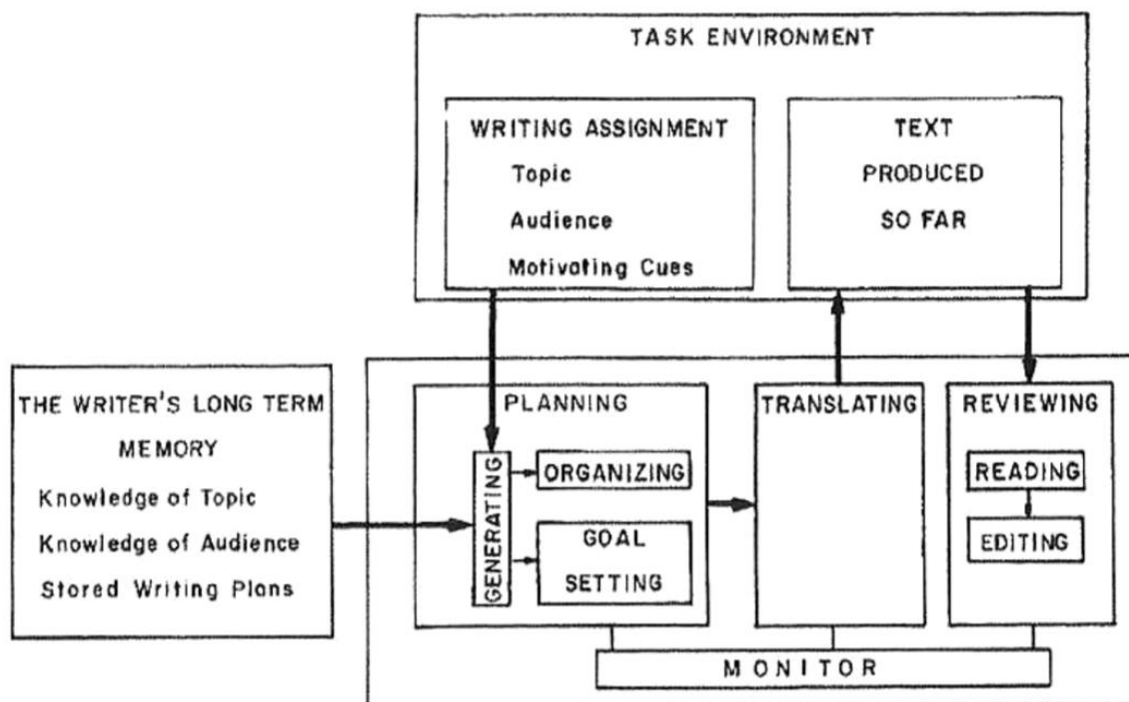 TASK ENVIRONMENT
WRITING ASSIGNMENT
Topic
Audience
Motivating Cues
TEXT
PRODUCED
SO FAR
THE WRITER'S LONG TERM
MEMORY
Knowledge of Topic
Knowledge of Audience
Stored Writing Plans
PLANNING
GENERATING
ORGANIZING
GOAL
SETTING
TRANSLATING
REVIEWING
READING
EDITING
MONITOR